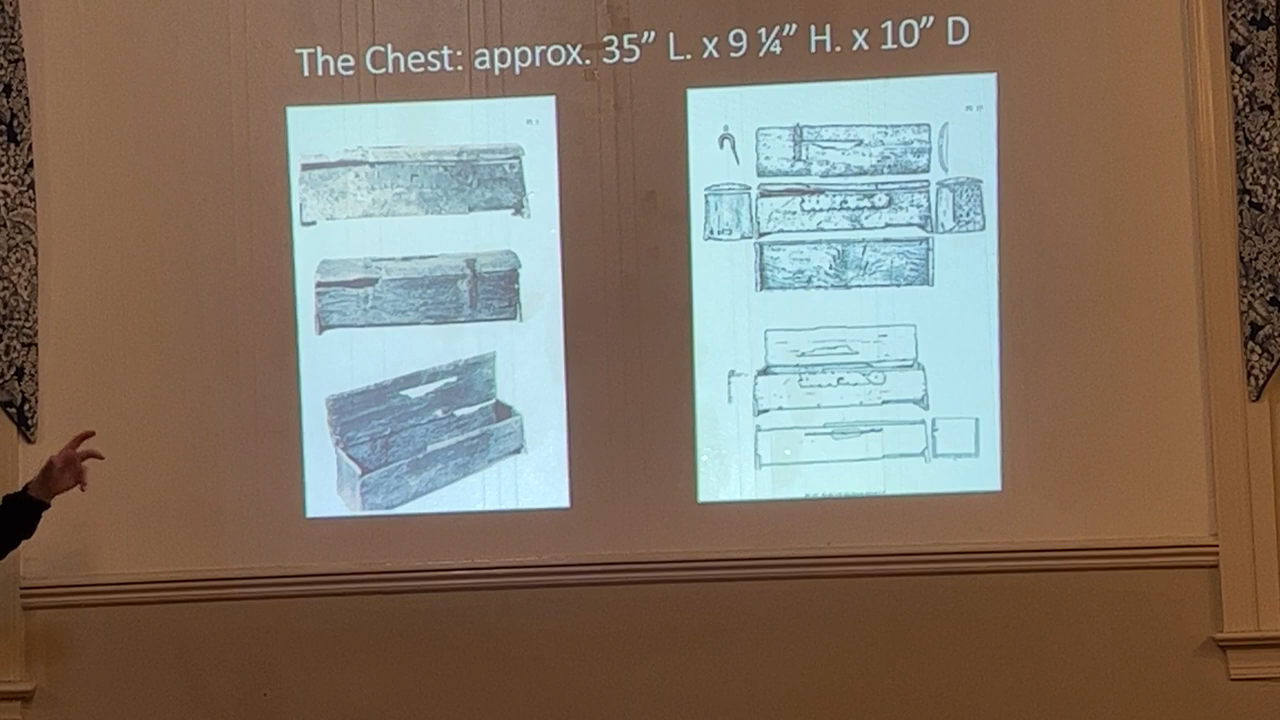 The Chest: approx. 35” L. x 9 ¼” H. x 10” D